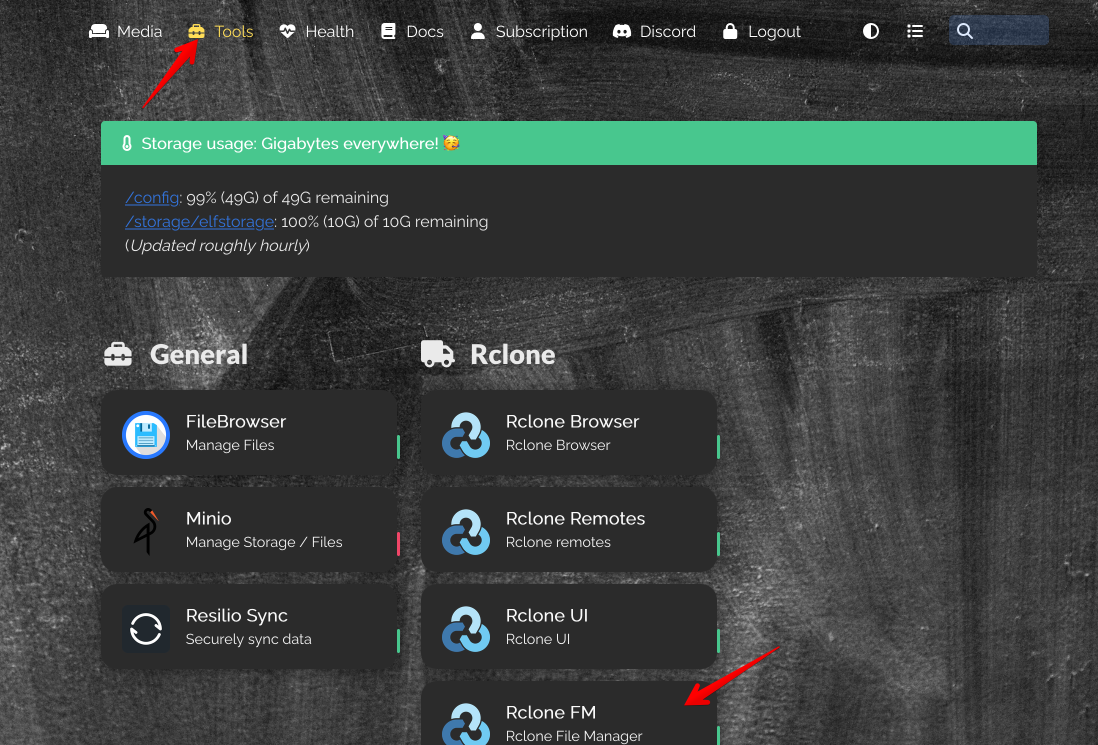 Media Tools Health Docs Subscription Discord Logout
Storage usage: Gigabytes everywhere! 🥳
/config: 99% (49G) of 49G remaining
/storage/elfstorage: 100% (10G) of 10G remaining
(Updated roughly hourly)
General
FileBrowser
Manage Files
Minio
Manage Storage / Files
Resilio Sync
Securely sync data
Rclone
Rclone Browser
Rclone Browser
Rclone Remotes
Rclone remotes
Rclone UI
Rclone UI
Rclone FM
Rclone File Manager